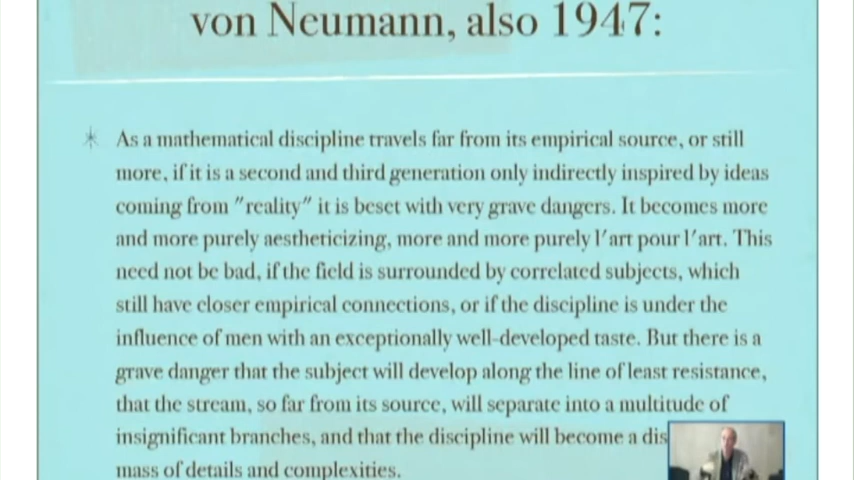 von Neumann, also 1947:
As a mathematical discipline travels far from its empirical source, or still
more, if it is a second and third generation only indirectly inspired by ideas
coming from "reality" it is beset with very grave dangers. It becomes more
and more purely aestheticizing, more and more purely l'art pour l'art. This
need not be bad, if the field is surrounded by correlated subjects, which
still have closer empirical connections, or if the discipline is under the
influence of men with an exceptionally well-developed taste. But there is a
grave danger that the subject will develop along the line of least resistance,
that the stream, so far from its source, will separate into a multitude of
insignificant branches, and that the discipline will become a dis
mass of details and complexities.